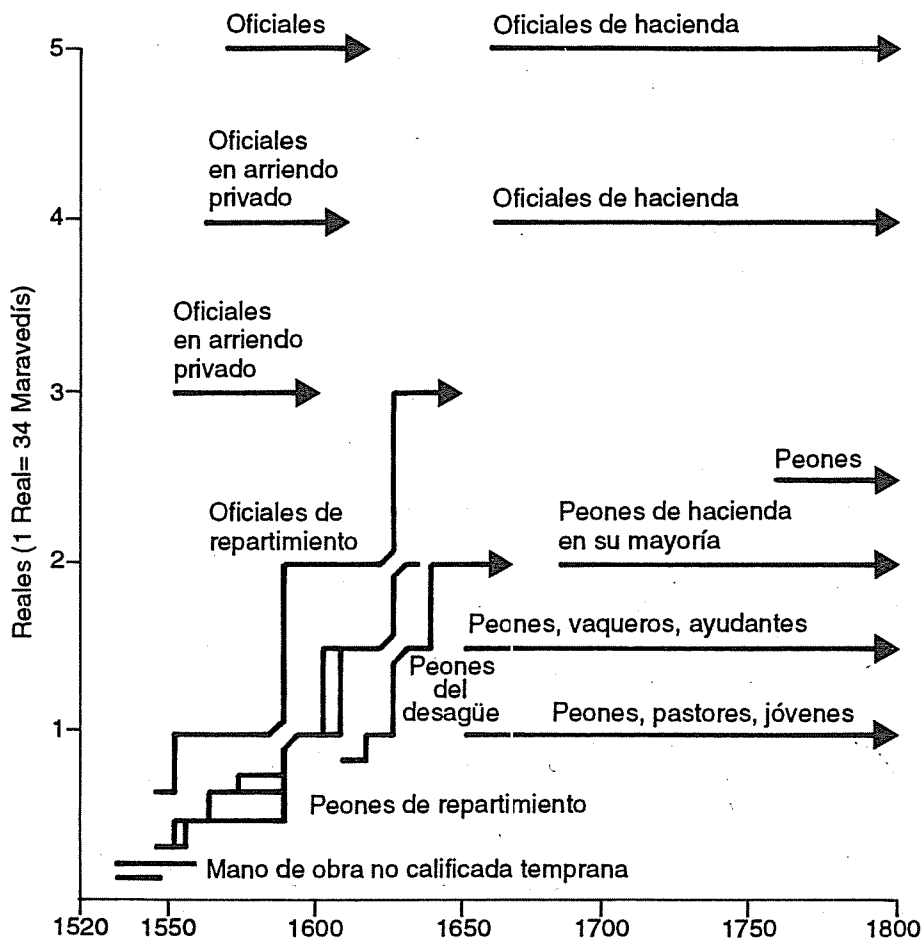 Oficiales
Oficiales de hacienda
5
Oficiales
en arriendo
privado
Oficiales de hacienda
4
Oficiales
en arriendo
privado
3
Peones
Oficiales de
repartimiento
Peones de hacienda
en su mayoría
2
Peones, vaqueros, ayudantes
Peones
del
desagüe
Peones, pastores, jóvenes
1
Peones de repartimiento
Mano de obra no calificada temprana
Reales (1 Real= 34 Maravedís)
1520 1550 1600 1650 1700 1750 1800